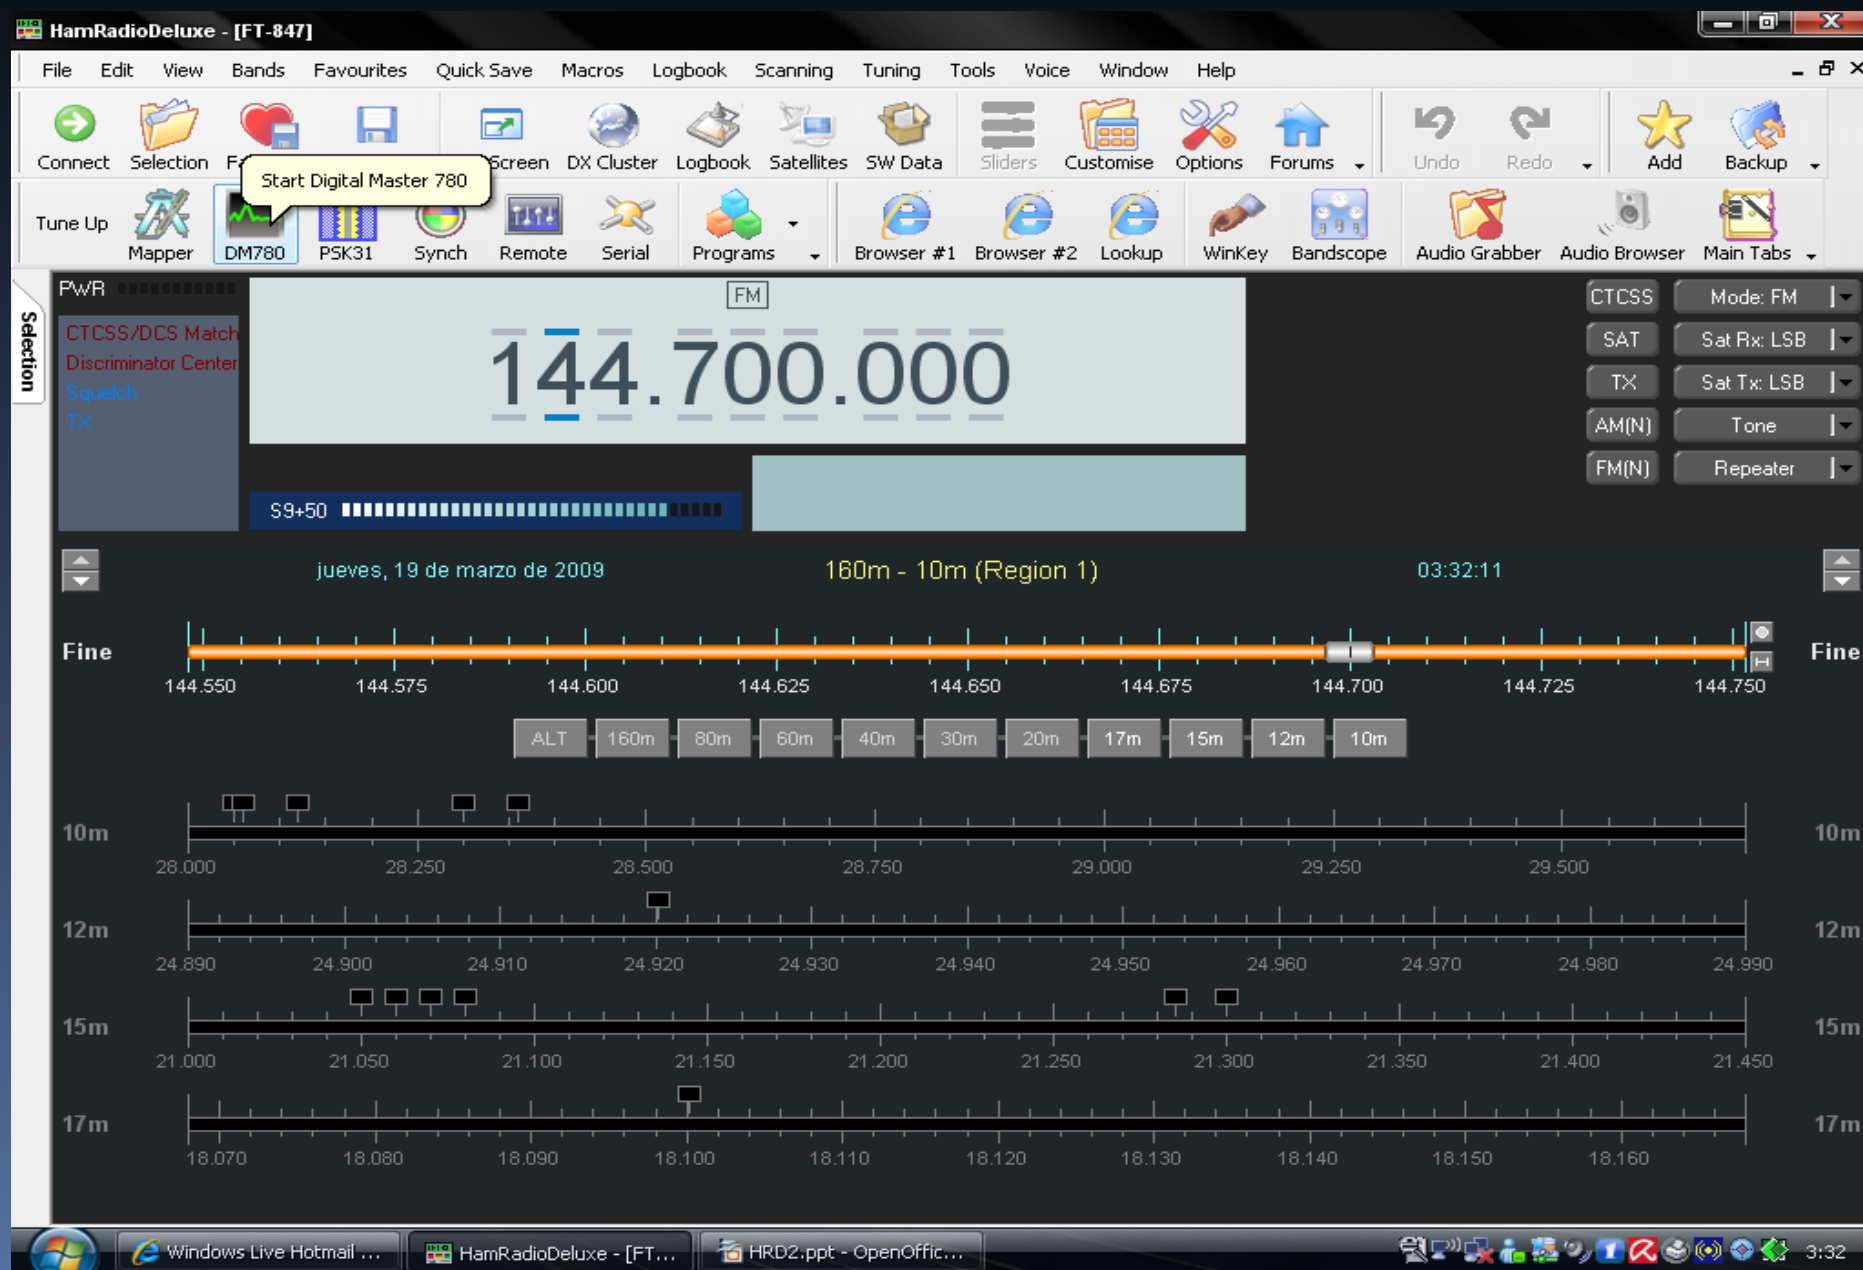 HamRadioDeluxe - [FT-847]
File Edit View Bands Favourites Quick Save Macros Logbook Scanning Tuning Tools Voice Window Help
Connect Selection Screen DX Cluster Logbook Satellites SW Data Sliders Customise Options Forums Undo Redo Add Backup
Start Digital Master 780
Tune Up Mapper DM780 PSK31 Synch Remote Serial Programs Browser #1 Browser #2 Lookup WinKey Bandscope Audio Grabber Audio Browser Main Tabs
Selection
PWR
CTCSS/DCS Match
Discriminator Center
Squelch
TX
FM
144.700.000
S9+50
CTCSS Mode: FM
SAT Sat Rx: LSB
TX Sat Tx: LSB
AM(N) Tone
FM(N) Repeater
jueves, 19 de marzo de 2009 160m - 10m (Region 1) 03:32:11
Fine Fine
144.550 144.575 144.600 144.625 144.650 144.675 144.700 144.725 144.750
ALT 160m 80m 60m 40m 30m 20m 17m 15m 12m 10m
10m 10m
28.000 28.250 28.500 28.750 29.000 29.250 29.500
12m 12m
24.890 24.900 24.910 24.920 24.930 24.940 24.950 24.960 24.970 24.980 24.990
15m 15m
21.000 21.050 21.100 21.150 21.200 21.250 21.300 21.350 21.400 21.450
17m 17m
18.070 18.080 18.090 18.100 18.110 18.120 18.130 18.140 18.150 18.160
Windows Live Hotmail ... HamRadioDeluxe - [FT... HRD2.ppt - OpenOffic... 3:32